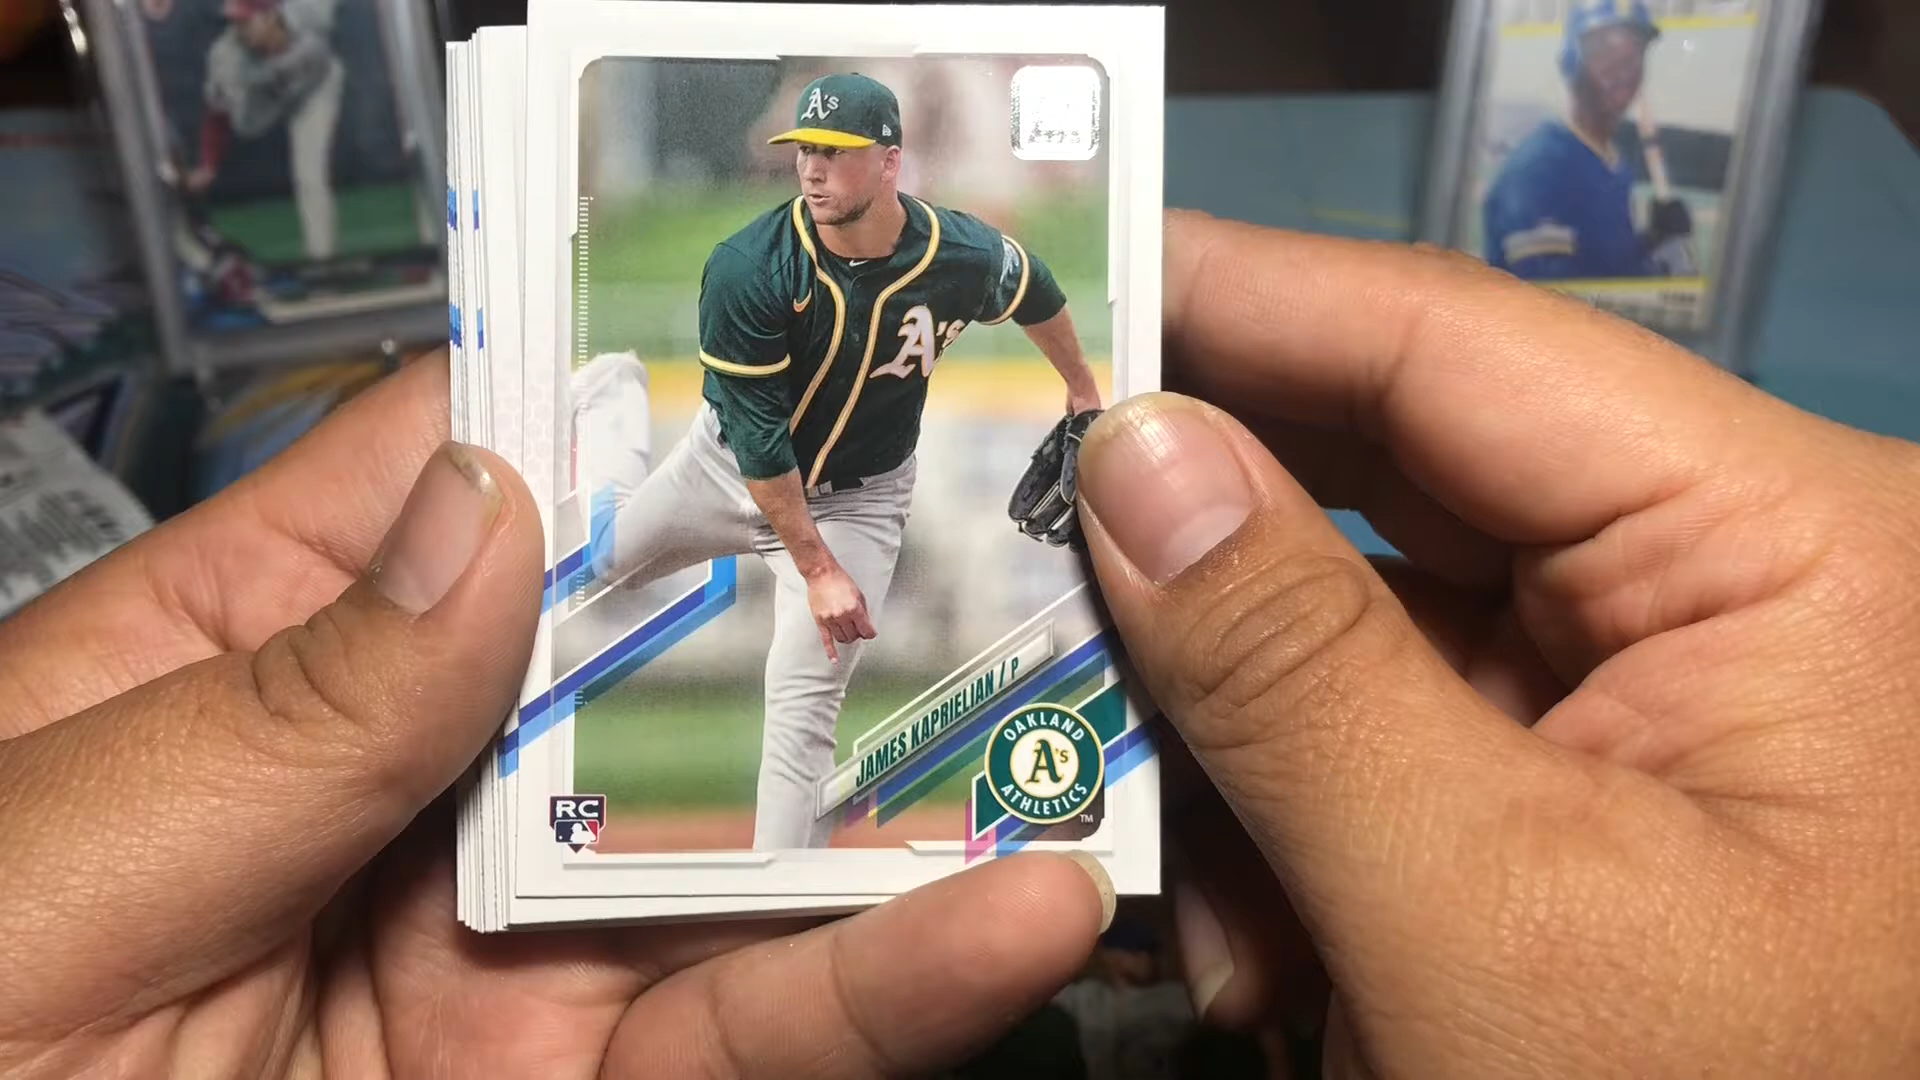 A's
A's
JAMES KAPRIELIAN / P
OAKLAND
A's
ATHLETICS
TM
RC